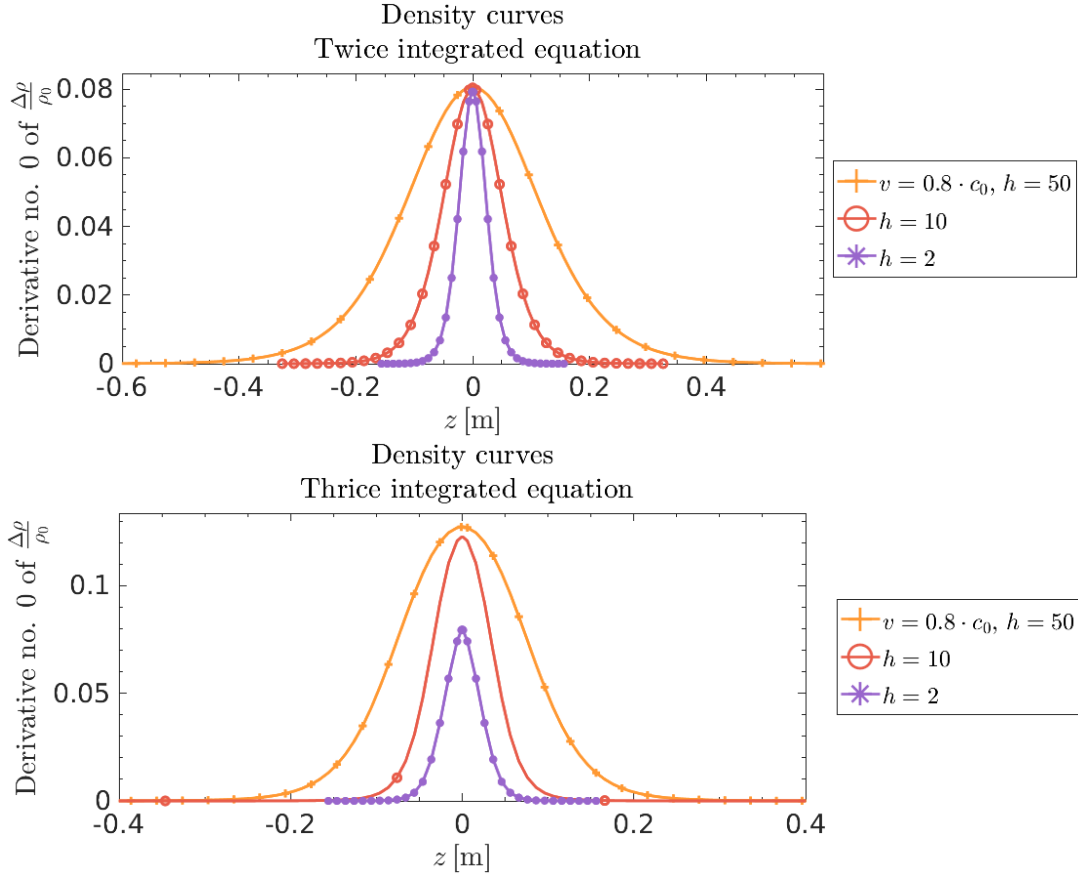 Density curves
Twice integrated equation
Derivative no. 0 of Δρ/ρ₀
0.08
0.06
0.04
0.02
0
-0.6
-0.4
-0.2
0
0.2
0.4
z [m]
v = 0.8 · c₀, h = 50
h = 10
h = 2
Density curves
Thrice integrated equation
Derivative no. 0 of Δρ/ρ₀
0.1
0.05
0
-0.4
-0.2
0
0.2
0.4
z [m]
v = 0.8 · c₀, h = 50
h = 10
h = 2